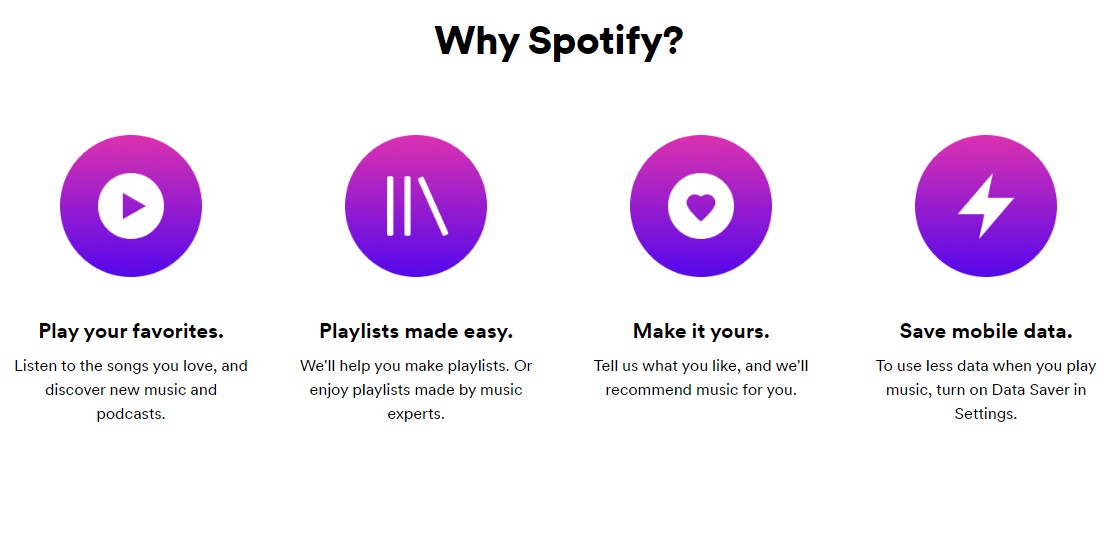 Why Spotify?
Play your favorites.
Listen to the songs you love, and
discover new music and
podcasts.
Playlists made easy.
We'll help you make playlists. Or
enjoy playlists made by music
experts.
Make it yours.
Tell us what you like, and we'll
recommend music for you.
Save mobile data.
To use less data when you play
music, turn on Data Saver in
Settings.